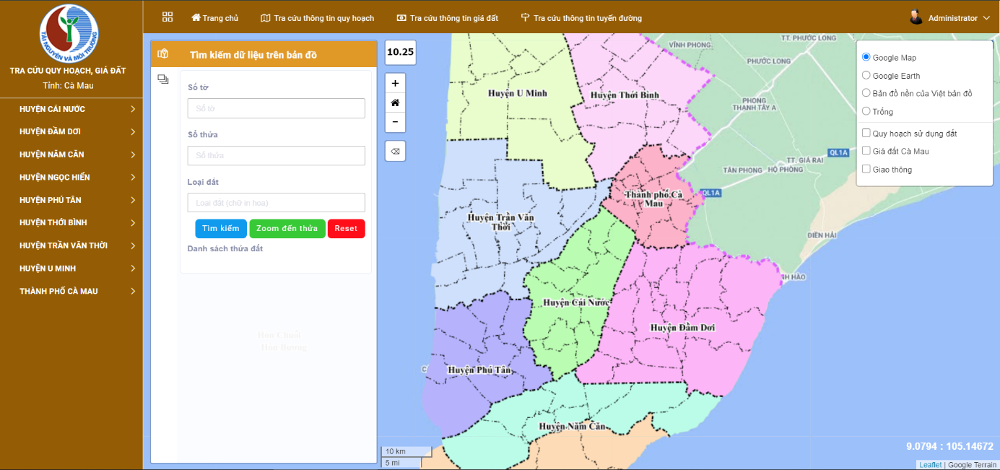 TÀI NGUYÊN VÀ MÔI TRƯỜNG
TRA CỨU QUY HOẠCH, GIÁ ĐẤT
Tỉnh: Cà Mau
HUYỆN CÁI NƯỚC
HUYỆN ĐẦM DƠI
HUYỆN NĂM CĂN
HUYỆN NGỌC HIỂN
HUYỆN PHÚ TÂN
HUYỆN THỚI BÌNH
HUYỆN TRẦN VĂN THỜI
HUYỆN U MINH
THÀNH PHỐ CÀ MAU
Trang chủ
Tra cứu thông tin quy hoạch
Tra cứu thông tin giá đất
Tra cứu thông tin tuyến đường
Administrator
Tìm kiếm dữ liệu trên bản đồ
Số tờ
Số tờ
Số thửa
Số thửa
Loại đất
Loại đất (chữ in hoa)
Tìm kiếm
Zoom đến thửa
Reset
Danh sách thửa đất
Hòn Chuối
Hòn Buông
10.25
+
−
VĨNH PHONG
TT. PHƯỚC LONG
PHƯỚC LONG
PHONG
THẠNH TÂY A
Huyện U Minh
Huyện Thới Bình
QL1A
TT. GIÁ RAI
TÂN PHONG
HỘ PHÒNG
QL1A
Thành phố Cà
Mau
Huyện Trần Văn
Thời
ĐIỀN HẢI
NH HÀO
Huyện Cái Nước
Huyện Đầm Dơi
Huyện Phú Tân
Huyện Năm Căn
Google Map
Google Earth
Bản đồ nền của Việt bản đồ
Trống
Quy hoạch sử dụng đất
Giá đất Cà Mau
Giao thông
10 km
5 mi
9.0794 : 105.14672
Leaflet | Google Terrain